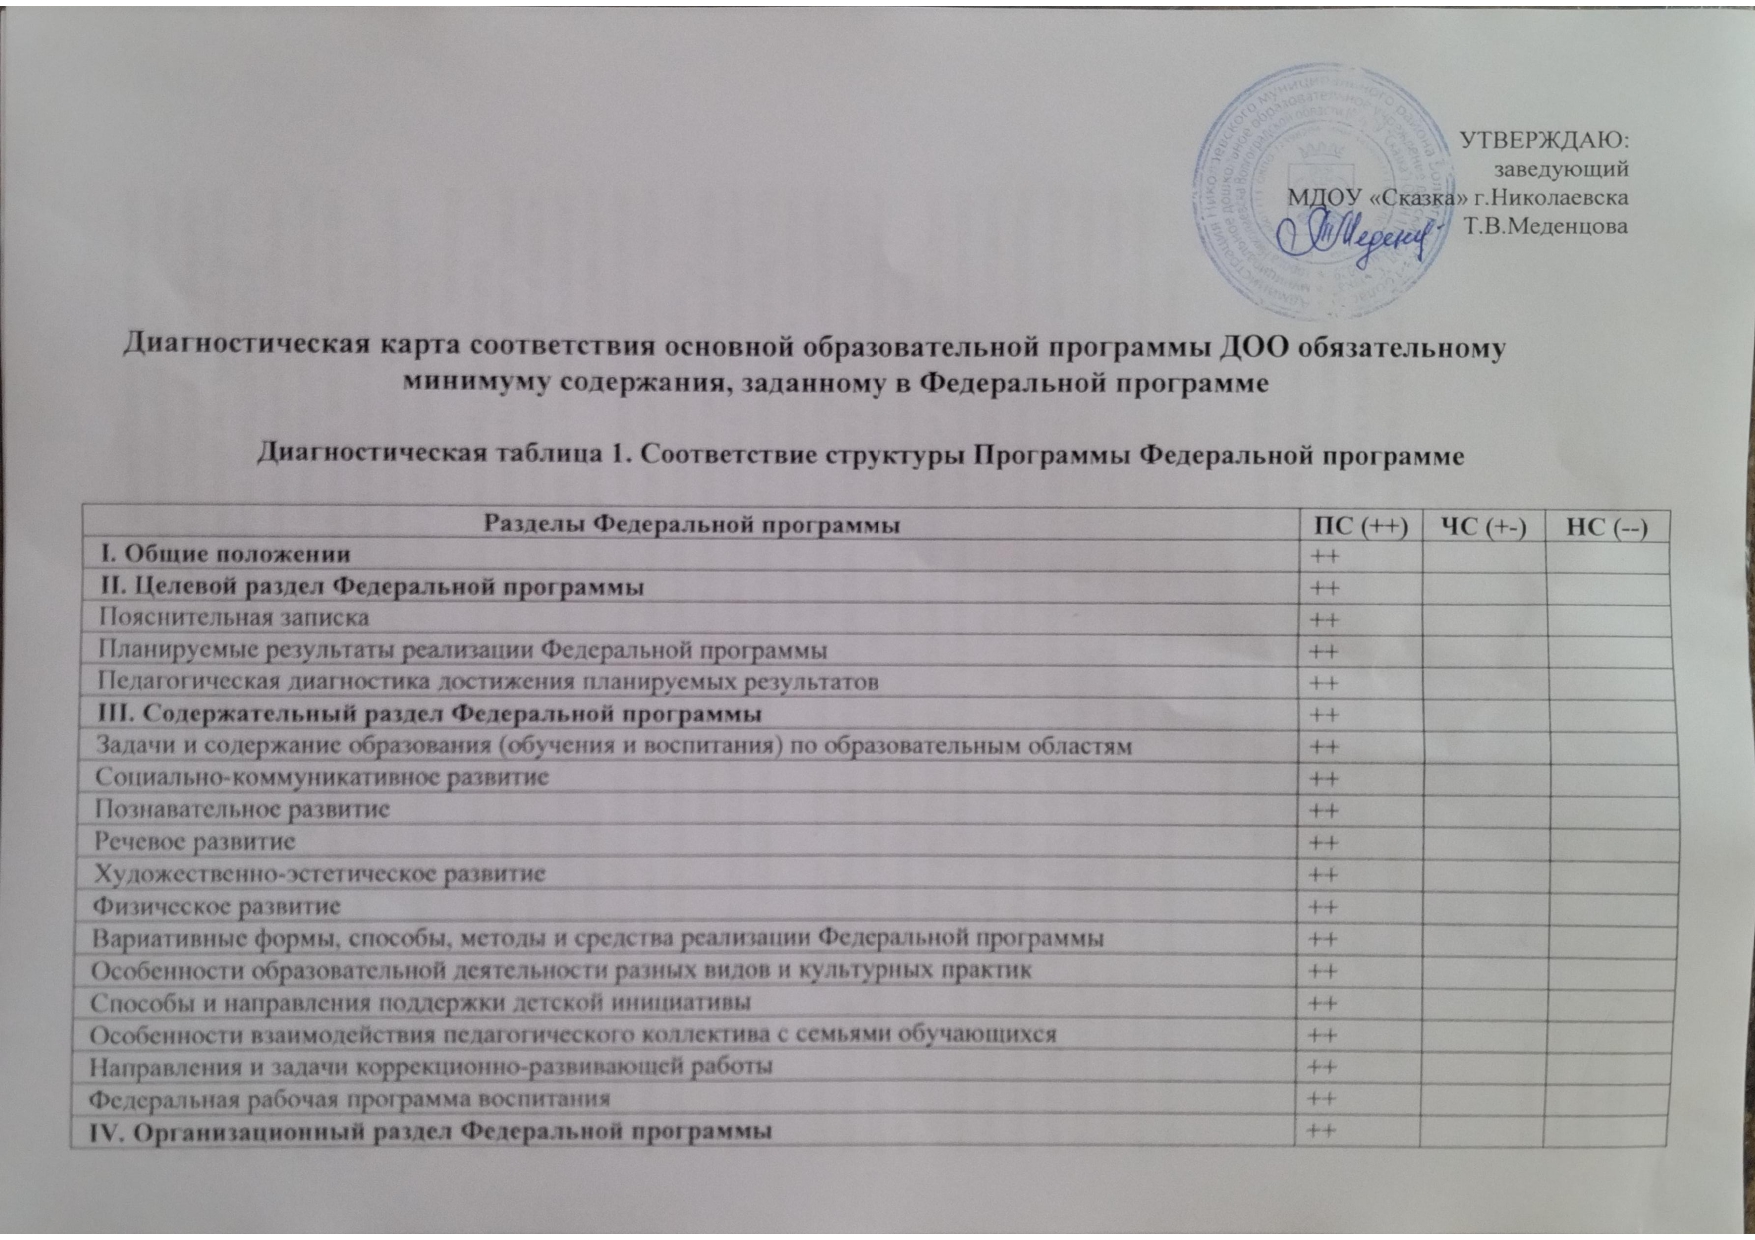 УТВЕРЖДАЮ:
заведующий
МДОУ «Сказка» г.Николаевска
Т.В.Меденцова
Диагностическая карта соответствия основной образовательной программы ДОО обязательному
минимуму содержания, заданному в Федеральной программе
Диагностическая таблица 1. Соответствие структуры Программы Федеральной программе
Разделы Федеральной программы ПС (++) ЧС (+-) НС (--)
I. Общие положении ++
II. Целевой раздел Федеральной программы ++
Пояснительная записка ++
Планируемые результаты реализации Федеральной программы ++
Педагогическая диагностика достижения планируемых результатов ++
III. Содержательный раздел Федеральной программы ++
Задачи и содержание образования (обучения и воспитания) по образовательным областям ++
Социально-коммуникативное развитие ++
Познавательное развитие ++
Речевое развитие ++
Художественно-эстетическое развитие ++
Физическое развитие ++
Вариативные формы, способы, методы и средства реализации Федеральной программы ++
Особенности образовательной деятельности разных видов и культурных практик ++
Способы и направления поддержки детской инициативы ++
Особенности взаимодействия педагогического коллектива с семьями обучающихся ++
Направления и задачи коррекционно-развивающей работы ++
Федеральная рабочая программа воспитания ++
IV. Организационный раздел Федеральной программы ++